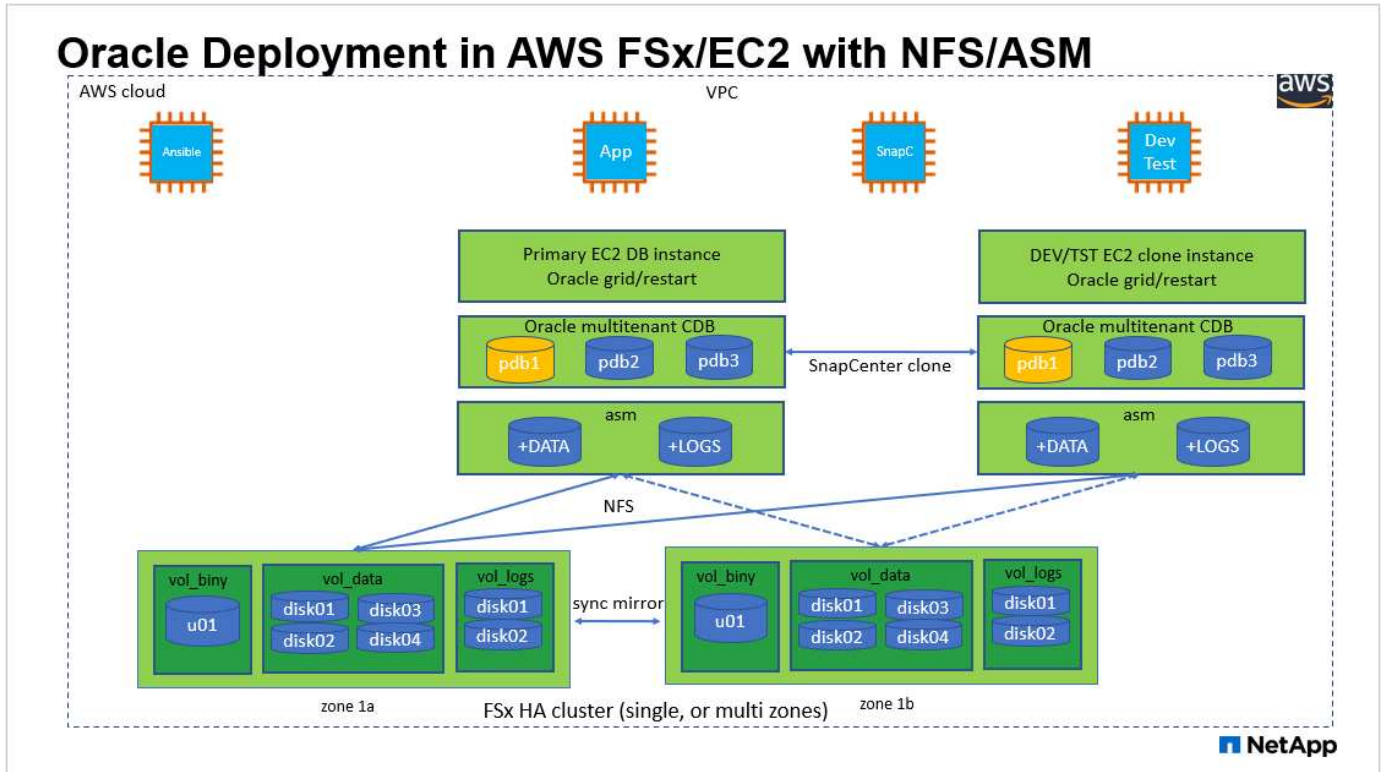 Oracle Deployment in AWS FSx/EC2 with NFS/ASM
AWS cloud
VPC
aws
Ansible
App
SnapC
Dev
Test
Primary EC2 DB instance
Oracle grid/restart
DEV/TST EC2 clone instance
Oracle grid/restart
Oracle multitenant CDB
pdb1
pdb2
pdb3
SnapCenter clone
Oracle multitenant CDB
pdb1
pdb2
pdb3
asm
+DATA
+LOGS
asm
+DATA
+LOGS
NFS
vol_biny
u01
vol_data
disk01
disk03
disk02
disk04
vol_logs
disk01
disk02
sync mirror
vol_biny
u01
vol_data
disk01
disk03
disk02
disk04
vol_logs
disk01
disk02
zone 1a
FSx HA cluster (single, or multi zones)
zone 1b
NetApp